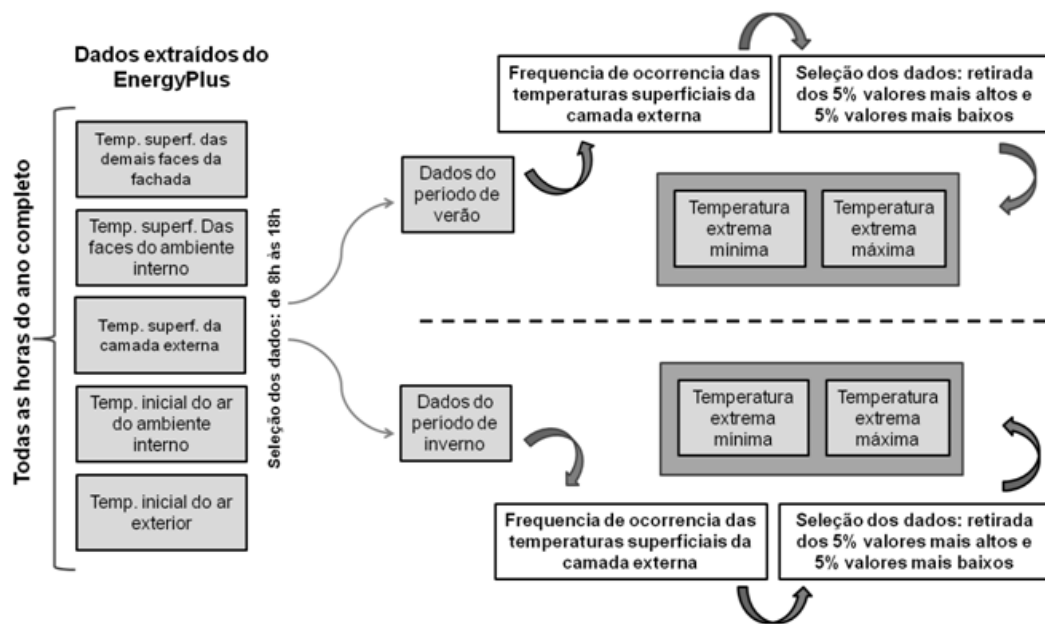 Dados extraídos do
EnergyPlus
Todas as horas do ano completo
Temp. superf. das
demais faces da
fachada
Temp. superf. Das
faces do ambiente
interno
Temp. superf. da
camada externa
Temp. inicial do ar
do ambiente
interno
Temp. inicial do ar
exterior
Seleção dos dados: de 8h às 18h
Dados do
periodo de
verão
Frequencia de ocorrencia das
temperaturas superficiais da
camada externa
Seleção dos dados: retirada
dos 5% valores mais altos e
5% valores mais baixos
Temperatura
extrema
mínima
Temperatura
extrema
máxima
Dados do
periodo de
inverno
Temperatura
extrema
mínima
Temperatura
extrema
máxima
Frequencia de ocorrencia das
temperaturas superficiais da
camada externa
Seleção dos dados: retirada
dos 5% valores mais altos e
5% valores mais baixos